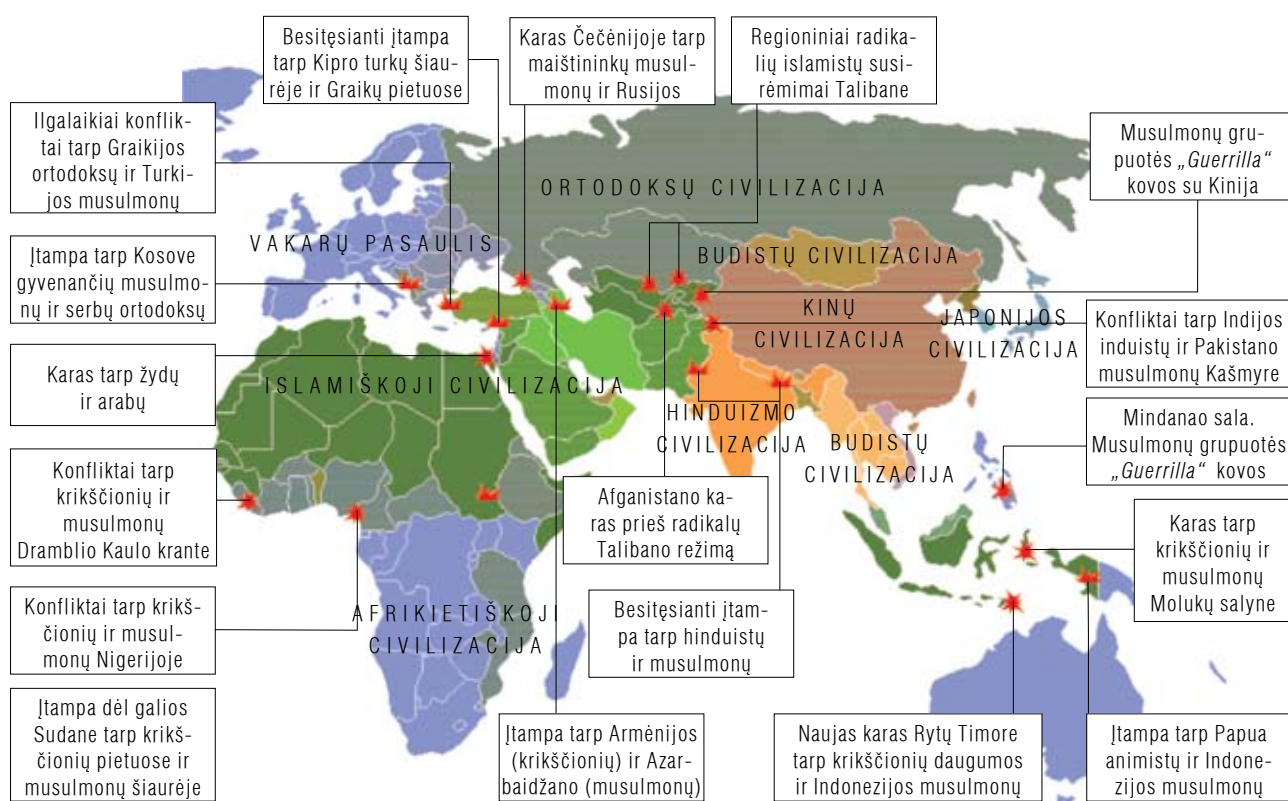 Besitęsianti įtampa
tarp Kipro turkų šiau-
rėje ir Graikų pietuose
Karas Čečėnijoje tarp
maištininkų musul-
monų ir Rusijos
Regioniniai radika-
lių islamistų susi-
rėmimai Talibane
Ilgalaikiai konflik-
tai tarp Graikijos
ortodoksų ir Turki-
jos musulmonų
Musulmonų gru-
puotės „Guerrilla“
kovos su Kinija
Įtampa tarp Kosove
gyvenančių musulmo-
nų ir serbų ortodoksų
Karas tarp žydų
ir arabų
Konfliktai tarp
krikščionių ir
musulmonų
Dramblio Kaulo krante
Konfliktai tarp krikš-
čionių ir musul-
monų Nigerijoje
Įtampa dėl galios
Sudane tarp krikš-
čionių pietuose ir
musulmonų šiaurėje
ORTODOKSŲ CIVILIZACIJA
VAKARŲ PASAULIS
BUDISTŲ CIVILIZACIJA
KINŲ
CIVILIZACIJA
JAPONIJOS
CIVILIZACIJA
ISLAMIŠKOJI CIVILIZACIJA
HINDUIZMO
CIVILIZACIJA
BUDISTŲ
CIVILIZACIJA
AFRIKIETIŠKOJI
CIVILIZACIJA
Konfliktai tarp Indijos
induistų ir Pakistano
musulmonų Kašmyre
Mindanao sala.
Musulmonų grupuotės
„Guerrilla“ kovos
Karas tarp
krikščionių ir
musulmonų
Molukų salyne
Afganistano ka-
ras prieš radikalų
Talibano režimą
Besitęsianti įtam-
pa tarp hinduistų
ir musulmonų
Įtampa tarp Armėnijos
(krikščionių) ir Azar-
baidžano (musulmonų)
Naujas karas Rytų Timore
tarp krikščionių daugumos
ir Indonezijos musulmonų
Įtampa tarp Papua
animistų ir Indone-
zijos musulmonų